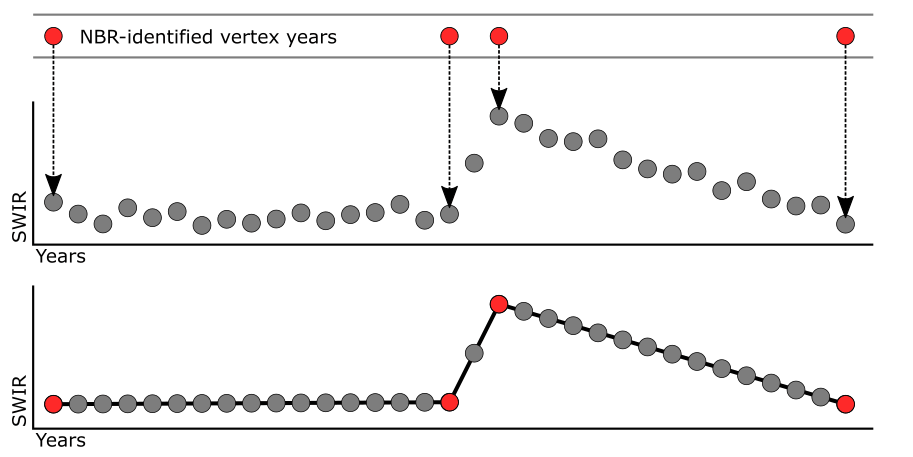 NBR-identified vertex years
SWIR
Years
SWIR
Years